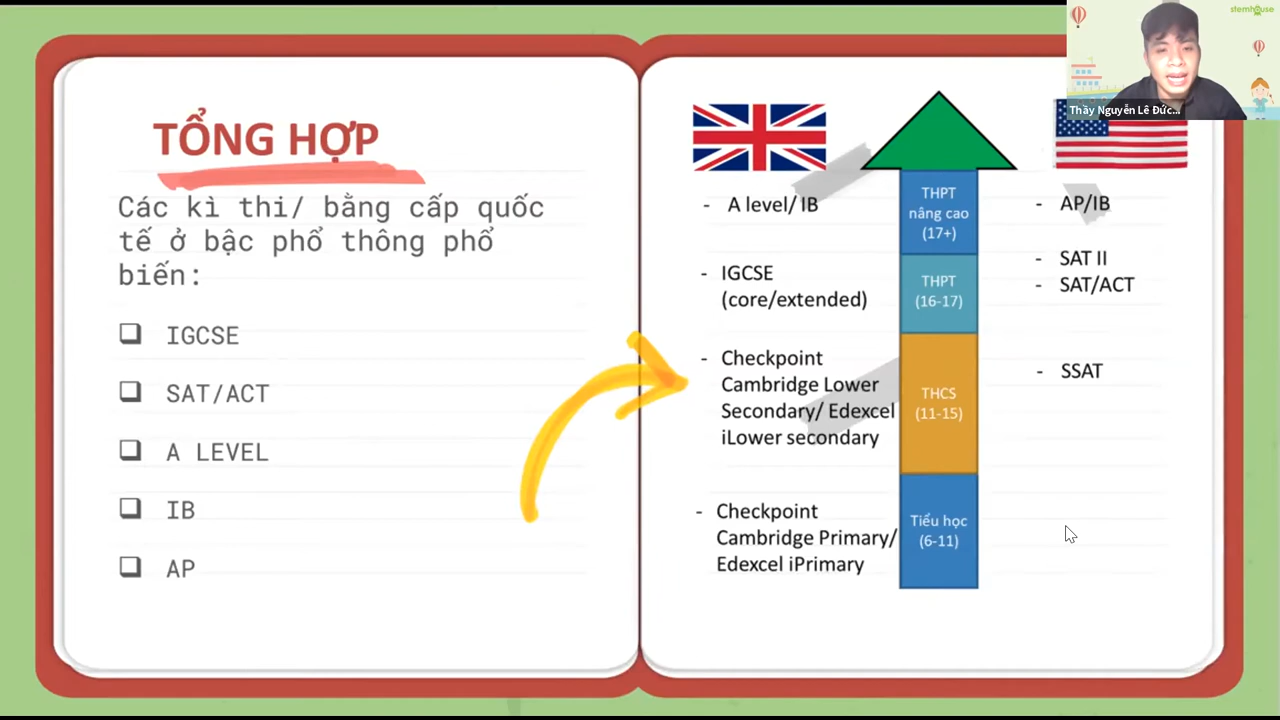 TỔNG HỢP
Các kì thi/ bằng cấp quốc
tế ở bậc phổ thông phổ
biến:
IGCSE
SAT/ACT
A LEVEL
IB
AP
- A level/ IB
- IGCSE
(core/extended)
- Checkpoint
Cambridge Lower
Secondary/ Edexcel
iLower secondary
- Checkpoint
Cambridge Primary/
Edexcel iPrimary
THPT
nâng cao
(17+)
THPT
(16-17)
THCS
(11-15)
Tiểu học
(6-11)
- AP/IB
- SAT II
- SAT/ACT
- SSAT
stemhouse
Thầy Nguyễn Lê Đức...